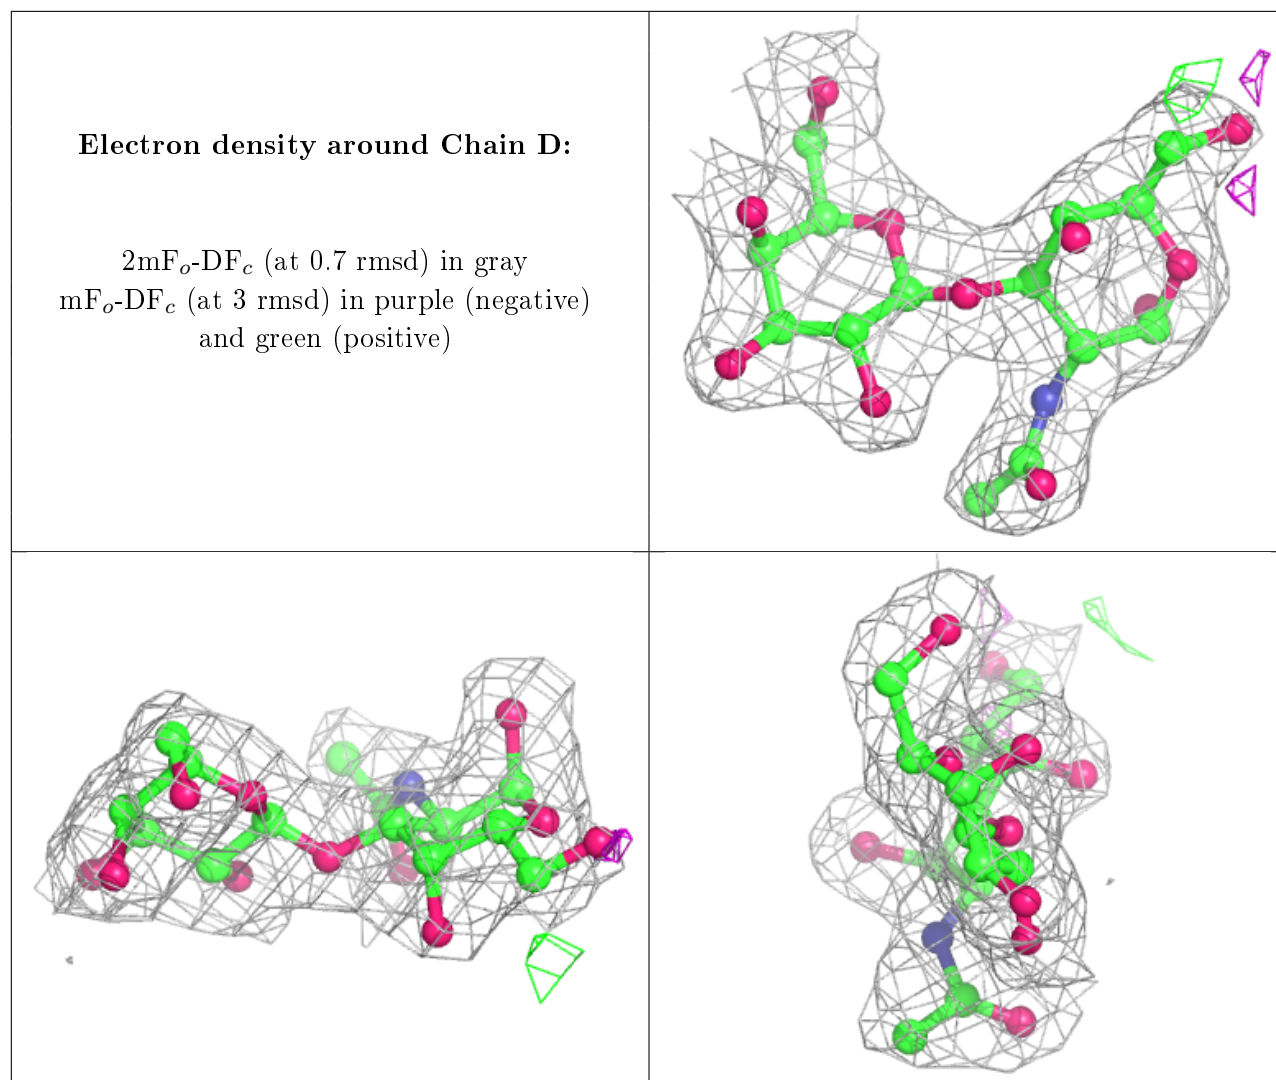 Electron density around Chain D:
2mFₒ-DF𝑐 (at 0.7 rmsd) in gray
mFₒ-DF𝑐 (at 3 rmsd) in purple (negative)
and green (positive)